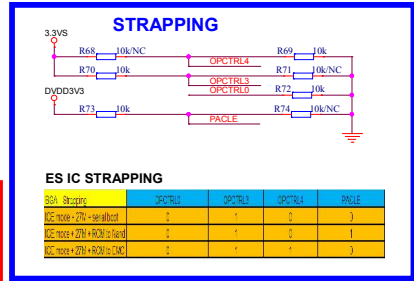 STRAPPING
3.3VS
R68 10k/NC R69 10k
OPCTRL4
R70 10k R71 10k/NC
OPCTRL3
OPCTRL0 R72 10k
DVDD3V3
R73 10k R74 10k/NC
PACLE
ES IC STRAPPING
BGA Strapping OPCTRL0 OPCTRL3 OPCTRL4 PACLE
ICE mode + 27M + serial boot 0 1 0 0
ICE mode + 27M + ROM to Nand 0 1 0 1
ICE mode + 27M + ROM to EMC 0 1 1 0